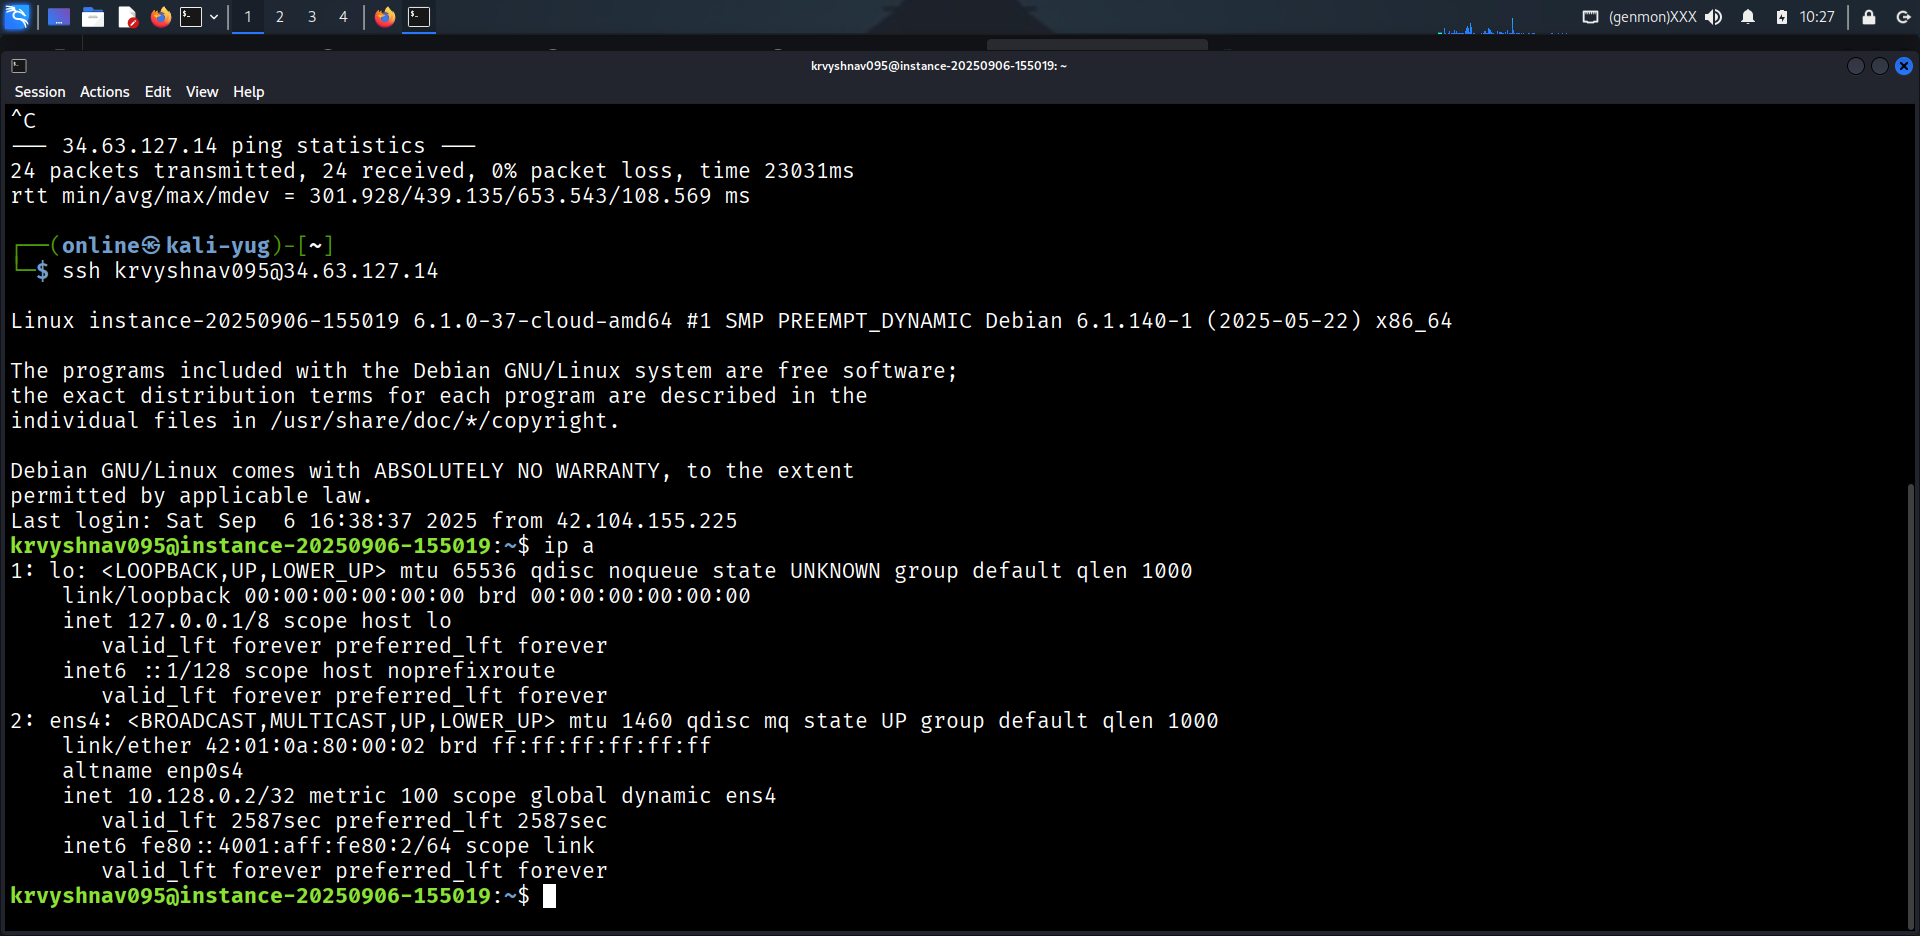 1 2 3 4 (genmon)XXX 10:27
krvyshnav095@instance-20250906-155019: ~
Session Actions Edit View Help
^C
--- 34.63.127.14 ping statistics ---
24 packets transmitted, 24 received, 0% packet loss, time 23031ms
rtt min/avg/max/mdev = 301.928/439.135/653.543/108.569 ms
┌──(online㉿kali-yug)-[~]
└─$ ssh krvyshnav095@34.63.127.14
Linux instance-20250906-155019 6.1.0-37-cloud-amd64 #1 SMP PREEMPT_DYNAMIC Debian 6.1.140-1 (2025-05-22) x86_64
The programs included with the Debian GNU/Linux system are free software;
the exact distribution terms for each program are described in the
individual files in /usr/share/doc/*/copyright.
Debian GNU/Linux comes with ABSOLUTELY NO WARRANTY, to the extent
permitted by applicable law.
Last login: Sat Sep  6 16:38:37 2025 from 42.104.155.225
krvyshnav095@instance-20250906-155019:~$ ip a
1: lo: <LOOPBACK,UP,LOWER_UP> mtu 65536 qdisc noqueue state UNKNOWN group default qlen 1000
    link/loopback 00:00:00:00:00:00 brd 00:00:00:00:00:00
    inet 127.0.0.1/8 scope host lo
       valid_lft forever preferred_lft forever
    inet6 ::1/128 scope host noprefixroute
       valid_lft forever preferred_lft forever
2: ens4: <BROADCAST,MULTICAST,UP,LOWER_UP> mtu 1460 qdisc mq state UP group default qlen 1000
    link/ether 42:01:0a:80:00:02 brd ff:ff:ff:ff:ff:ff
    altname enp0s4
    inet 10.128.0.2/32 metric 100 scope global dynamic ens4
       valid_lft 2587sec preferred_lft 2587sec
    inet6 fe80::4001:aff:fe80:2/64 scope link
       valid_lft forever preferred_lft forever
krvyshnav095@instance-20250906-155019:~$